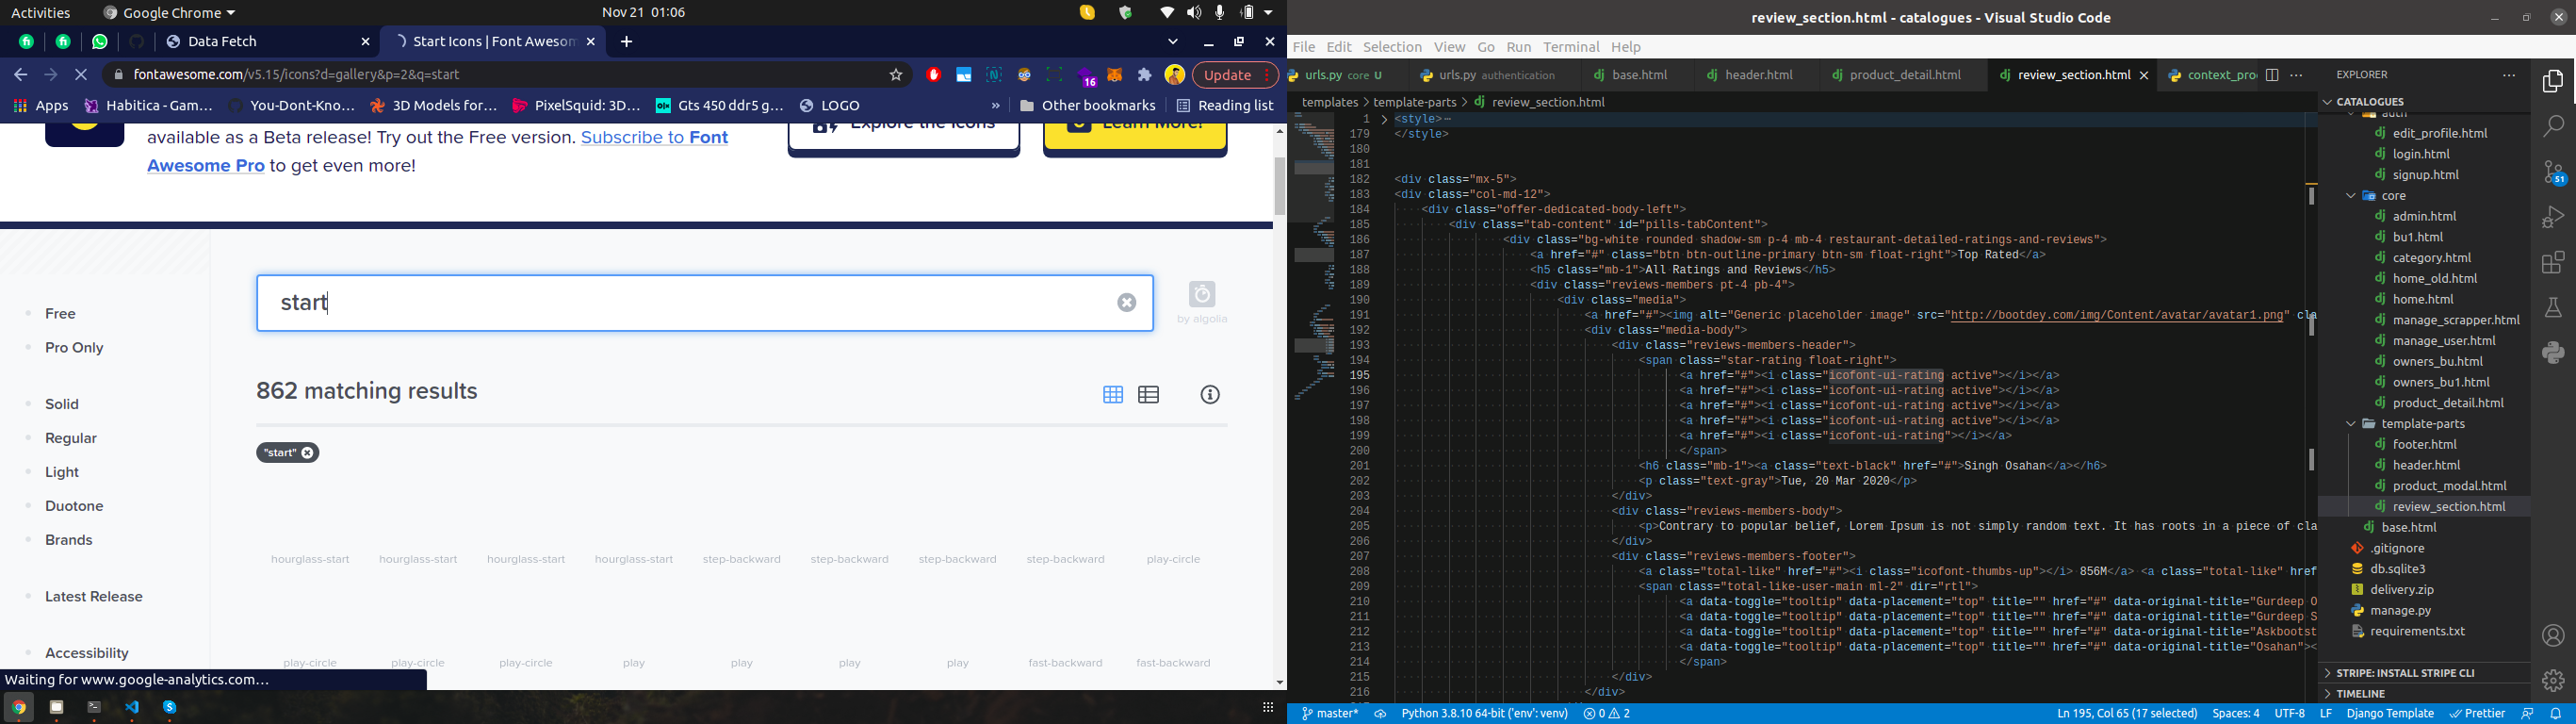 Activities
Google Chrome
Nov 21 01:06
Data Fetch
Start Icons | Font Awesom
fontawesome.com/v5.15/icons?d=gallery&p=2&q=start
16
Update
Apps
Habitica - Gam…
You-Dont-Kno…
3D Models for…
PixelSquid: 3D…
Gts 450 ddr5 g…
LOGO
»
Other bookmarks
Reading list
available as a Beta release! Try out the Free version. Subscribe to Font
Awesome Pro to get even more!
Explore the Icons
Learn More!
Free
Pro Only
Solid
Regular
Light
Duotone
Brands
Latest Release
Accessibility
start
by algolia
862 matching results
"start"
hourglass-start hourglass-start hourglass-start hourglass-start step-backward step-backward step-backward step-backward play-circle
play-circle play-circle play-circle play play play play fast-backward fast-backward
Waiting for www.google-analytics.com…
review_section.html - catalogues - Visual Studio Code
File Edit Selection View Go Run Terminal Help
urls.py core U
urls.py authentication
base.html
header.html
product_detail.html
review_section.html
context_pro
templates > template-parts > review_section.html
1 <style>…
179 </style>
180
181
182 <div class="mx-5">
183 <div class="col-md-12">
184 <div class="offer-dedicated-body-left">
185 <div class="tab-content" id="pills-tabContent">
186 <div class="bg-white rounded shadow-sm p-4 mb-4 restaurant-detailed-ratings-and-reviews">
187 <a href="#" class="btn btn-outline-primary btn-sm float-right">Top Rated</a>
188 <h5 class="mb-1">All Ratings and Reviews</h5>
189 <div class="reviews-members pt-4 pb-4">
190 <div class="media">
191 <a href="#"><img alt="Generic placeholder image" src="http://bootdey.com/img/Content/avatar/avatar1.png" cla
192 <div class="media-body">
193 <div class="reviews-members-header">
194 <span class="star-rating float-right">
195 <a href="#"><i class="icofont-ui-rating active"></i></a>
196 <a href="#"><i class="icofont-ui-rating active"></i></a>
197 <a href="#"><i class="icofont-ui-rating active"></i></a>
198 <a href="#"><i class="icofont-ui-rating active"></i></a>
199 <a href="#"><i class="icofont-ui-rating"></i></a>
200 </span>
201 <h6 class="mb-1"><a class="text-black" href="#">Singh Osahan</a></h6>
202 <p class="text-gray">Tue, 20 Mar 2020</p>
203 </div>
204 <div class="reviews-members-body">
205 <p>Contrary to popular belief, Lorem Ipsum is not simply random text. It has roots in a piece of cla
206 </div>
207 <div class="reviews-members-footer">
208 <a class="total-like" href="#"><i class="icofont-thumbs-up"></i> 856M</a> <a class="total-like" href
209 <span class="total-like-user-main ml-2" dir="rtl">
210 <a data-toggle="tooltip" data-placement="top" title="" href="#" data-original-title="Gurdeep O
211 <a data-toggle="tooltip" data-placement="top" title="" href="#" data-original-title="Gurdeep S
212 <a data-toggle="tooltip" data-placement="top" title="" href="#" data-original-title="Askbootst
213 <a data-toggle="tooltip" data-placement="top" title="" href="#" data-original-title="Osahan"><
214 </span>
215 </div>
216 </div>
EXPLORER
CATALOGUES
auth
edit_profile.html
login.html
signup.html
core
admin.html
bu1.html
category.html
home_old.html
home.html
manage_scrapper.html
manage_user.html
owners_bu.html
owners_bu1.html
product_detail.html
template-parts
footer.html
header.html
product_modal.html
review_section.html
base.html
.gitignore
db.sqlite3
delivery.zip
manage.py
requirements.txt
STRIPE: INSTALL STRIPE CLI
TIMELINE
51
master*
Python 3.8.10 64-bit ('env': venv)
0 2
Ln 195, Col 65 (17 selected)
Spaces: 4
UTF-8
LF
Django Template
Prettier